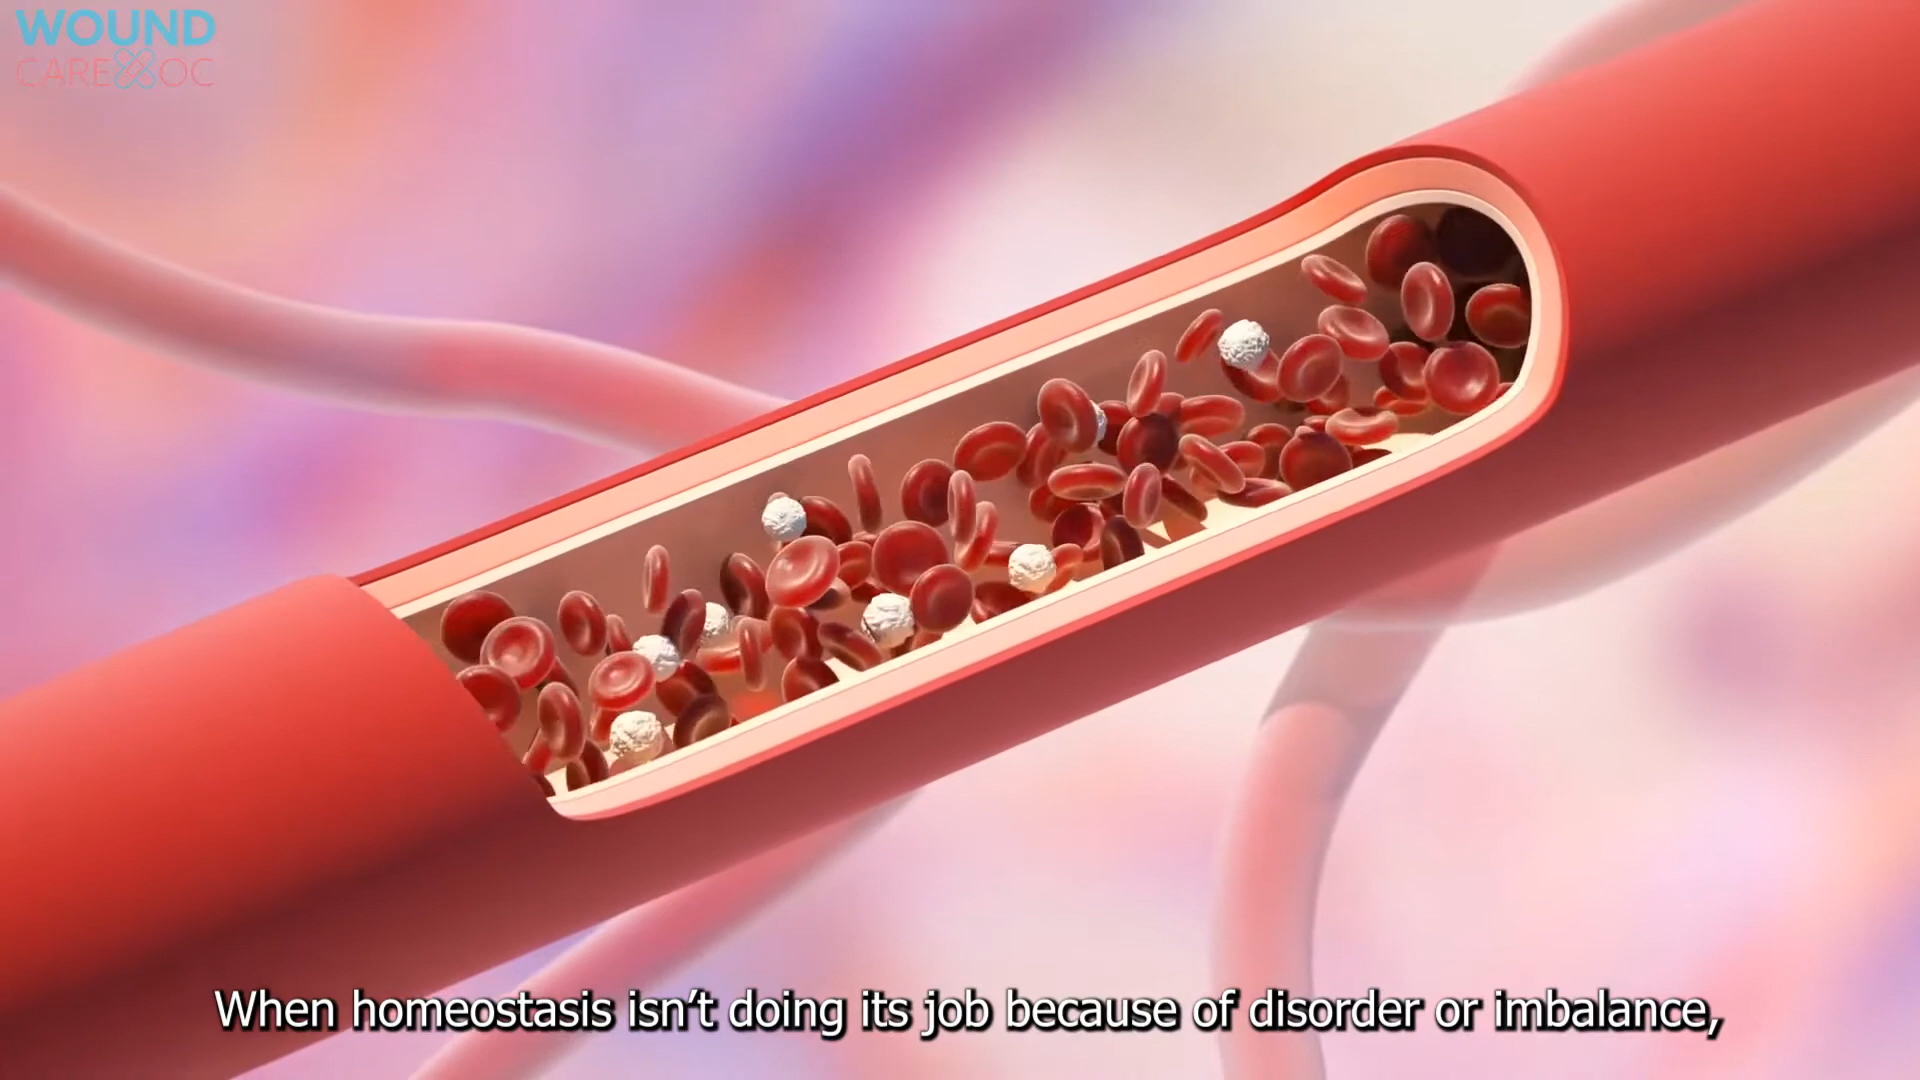 WOUND
CARE OC
When homeostasis isn't doing its job because of disorder or imbalance,